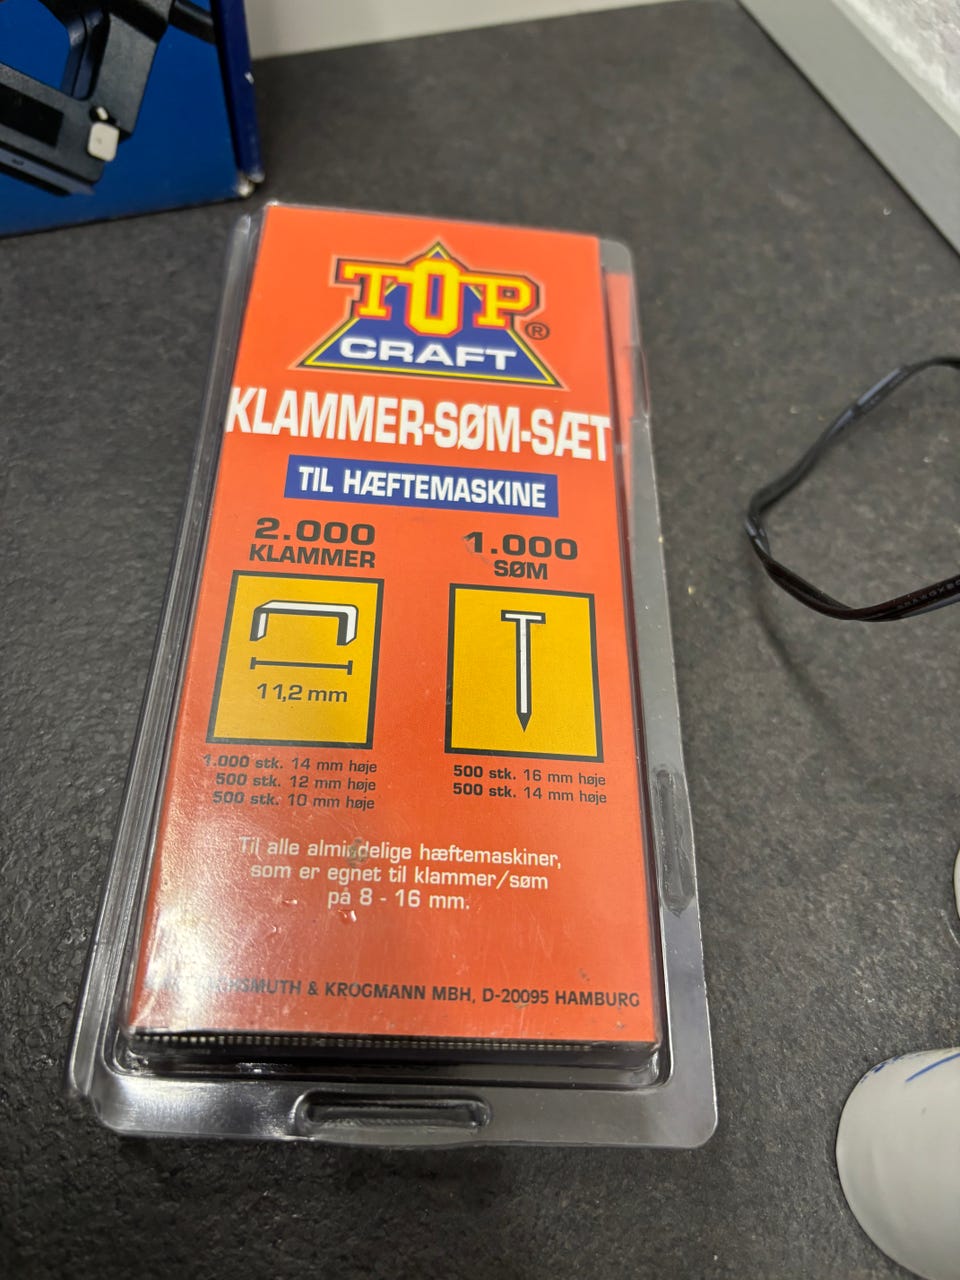 TOP
®
CRAFT
KLAMMER-SØM-SÆT
TIL HÆFTEMASKINE
2.000
KLAMMER
1.000
SØM
11,2 mm
1.000 stk. 14 mm høje
500 stk. 12 mm høje
500 stk. 10 mm høje
500 stk. 16 mm høje
500 stk. 14 mm høje
Til alle almindelige hæftemaskiner,
som er egnet til klammer/søm
på 8 - 16 mm.
& KROGMANN MBH, D-20095 HAMBURG